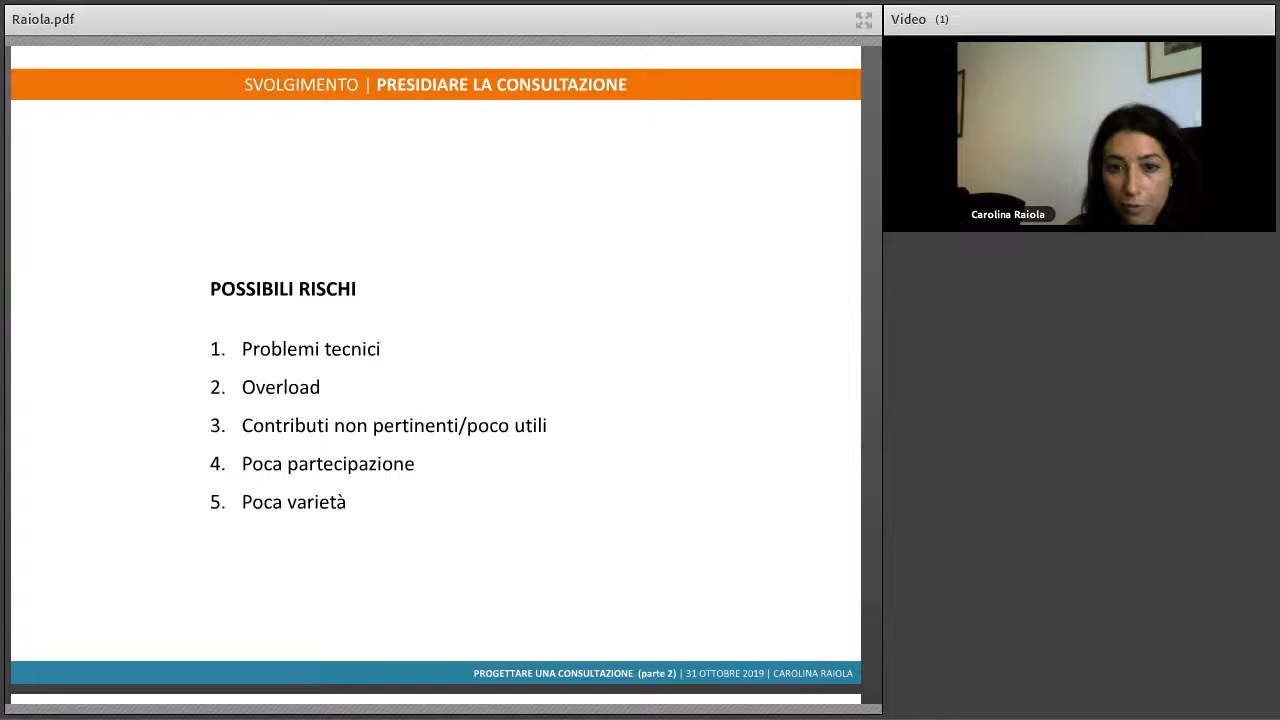 Raiola.pdf
Video (1)
SVOLGIMENTO | PRESIDIARE LA CONSULTAZIONE
Carolina Raiola
POSSIBILI RISCHI
1. Problemi tecnici
2. Overload
3. Contributi non pertinenti/poco utili
4. Poca partecipazione
5. Poca varietà
PROGETTARE UNA CONSULTAZIONE (parte 2) | 31 OTTOBRE 2019 | CAROLINA RAIOLA